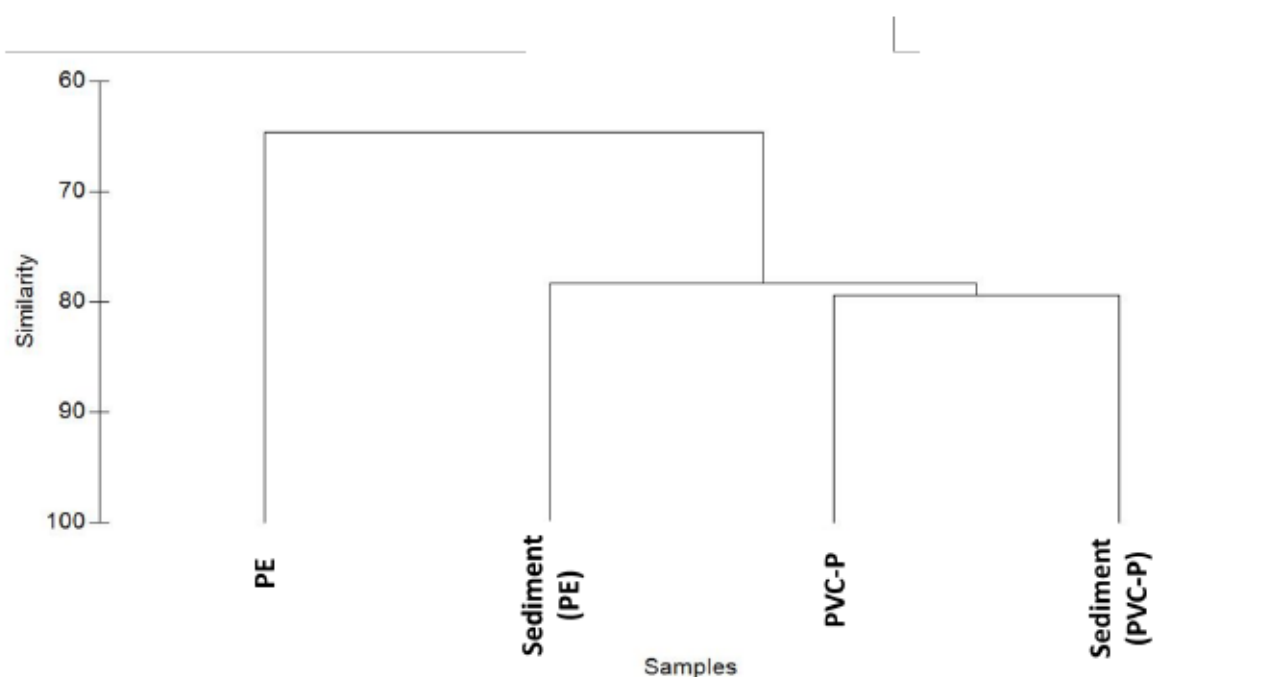 60
70
80
90
100
Similarity
PE
Sediment
(PE)
PVC-P
Sediment
(PVC-P)
Samples